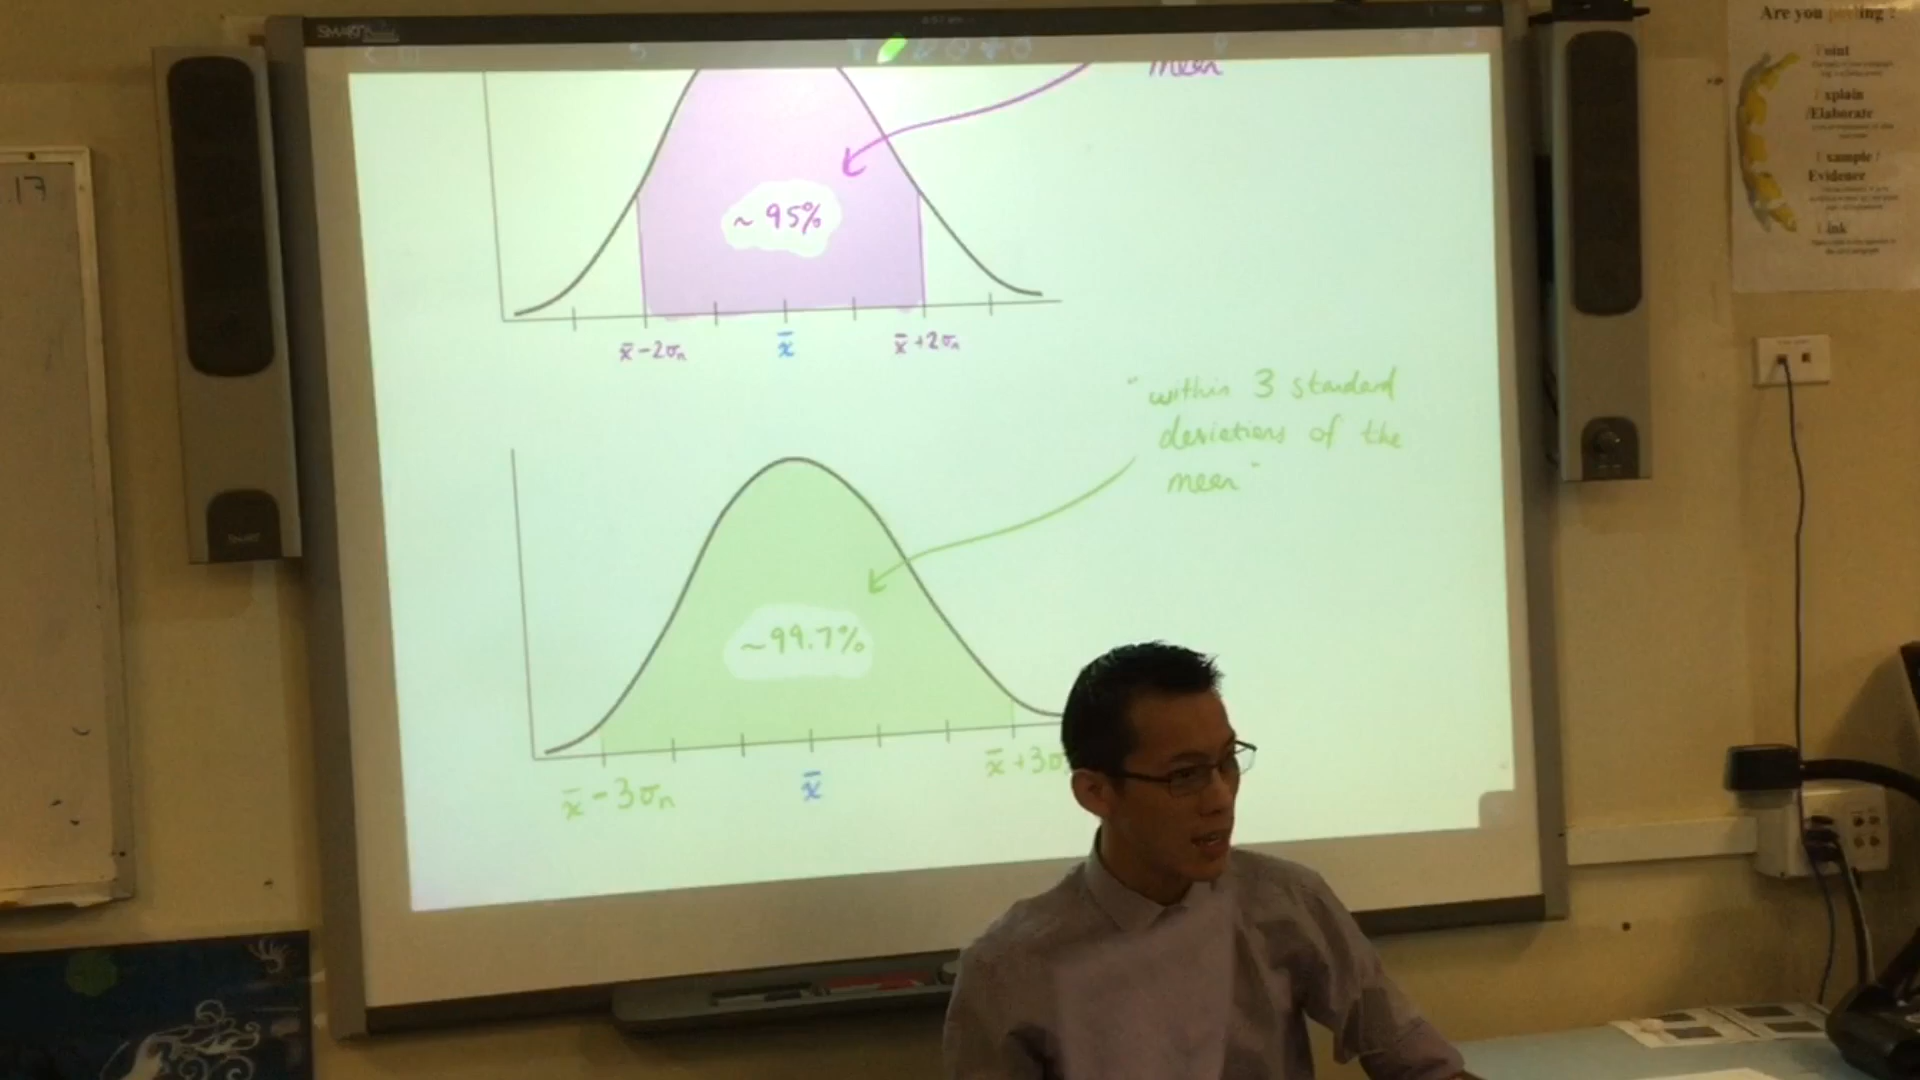 SMART
mean
~ 95%
x̄ - 2σn
x̄
x̄ + 2σn
"within 3 standard
deviations of the
mean"
~99.7%
x̄ - 3σn
x̄
x̄ + 3σ
17
Are you
Point
Explain
/Elaborate
Example /
Evidence
Link